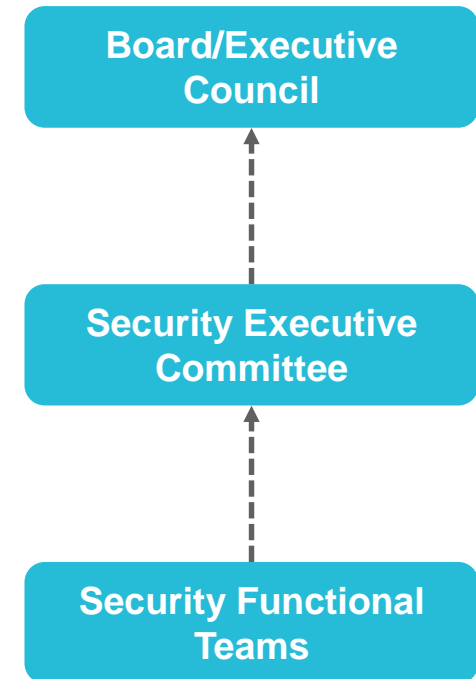 Board/Executive
Council
Security Executive
Committee
Security Functional
Teams